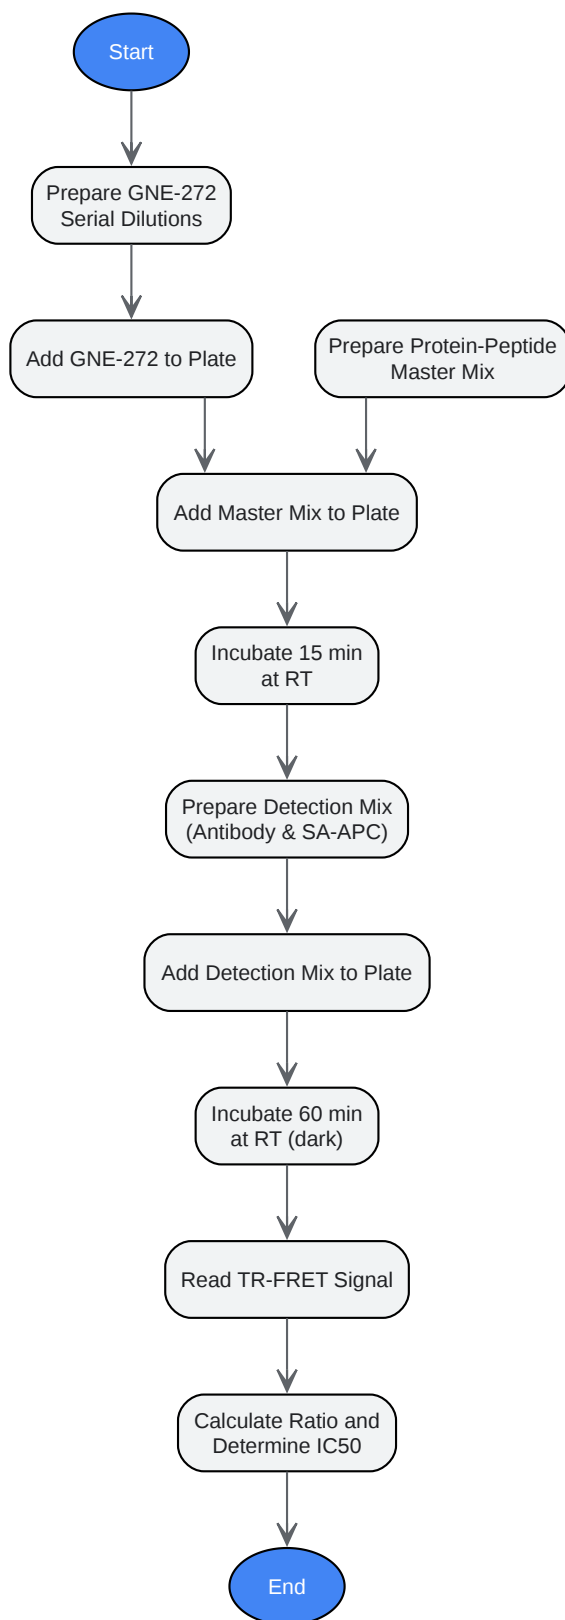 Start
Prepare GNE-272
Serial Dilutions
Add GNE-272 to Plate
Prepare Protein-Peptide
Master Mix
Add Master Mix to Plate
Incubate 15 min
at RT
Prepare Detection Mix
(Antibody & SA-APC)
Add Detection Mix to Plate
Incubate 60 min
at RT (dark)
Read TR-FRET Signal
Calculate Ratio and
Determine IC50
End